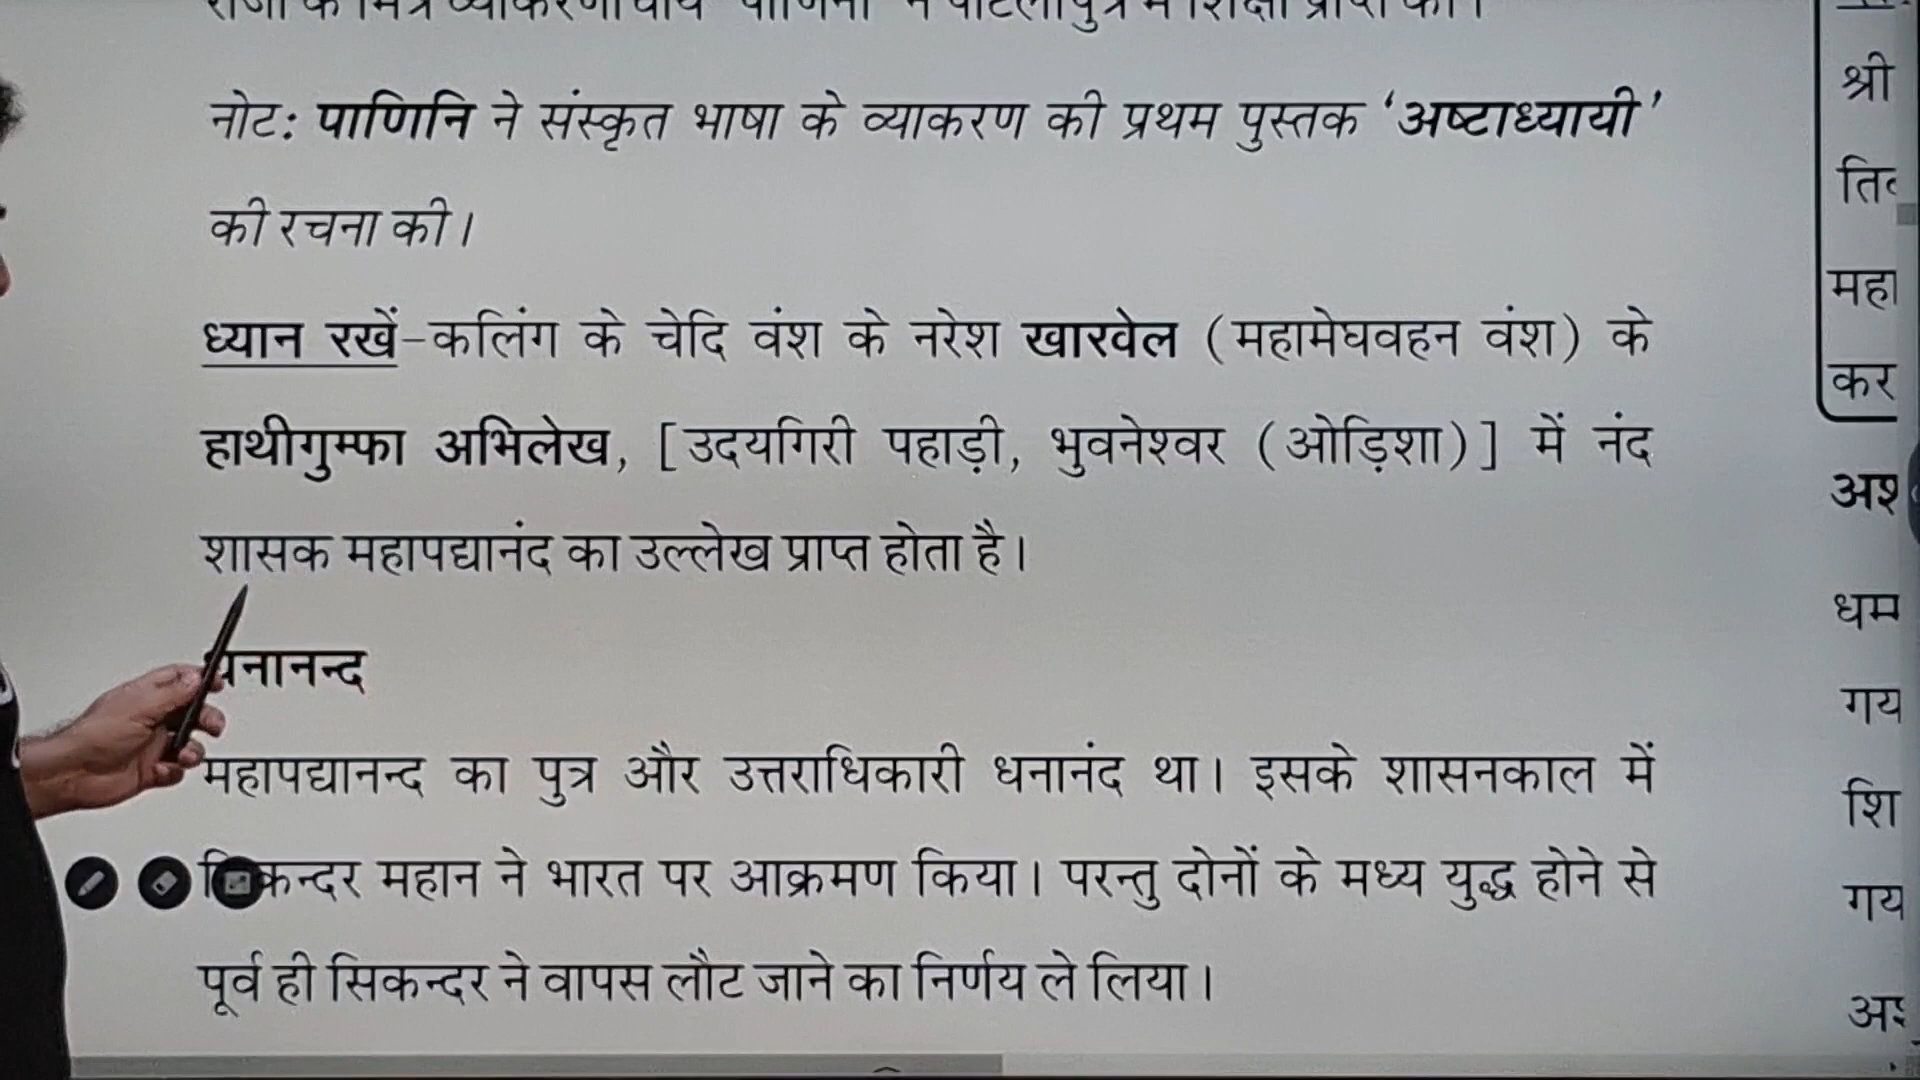 नोट: पाणिनि ने संस्कृत भाषा के व्याकरण की प्रथम पुस्तक ‘अष्टाध्यायी’
की रचना की।
ध्यान रखें-कलिंग के चेदि वंश के नरेश खारवेल (महामेघवहन वंश) के
हाथीगुम्फा अभिलेख, [उदयगिरी पहाड़ी, भुवनेश्वर (ओड़िशा)] में नंद
शासक महापद्यानंद का उल्लेख प्राप्त होता है।
धनानन्द
महापद्यानन्द का पुत्र और उत्तराधिकारी धनानंद था। इसके शासनकाल में
सिकन्दर महान ने भारत पर आक्रमण किया। परन्तु दोनों के मध्य युद्ध होने से
पूर्व ही सिकन्दर ने वापस लौट जाने का निर्णय ले लिया।
श्री
महा
कर
गय
शि
गय